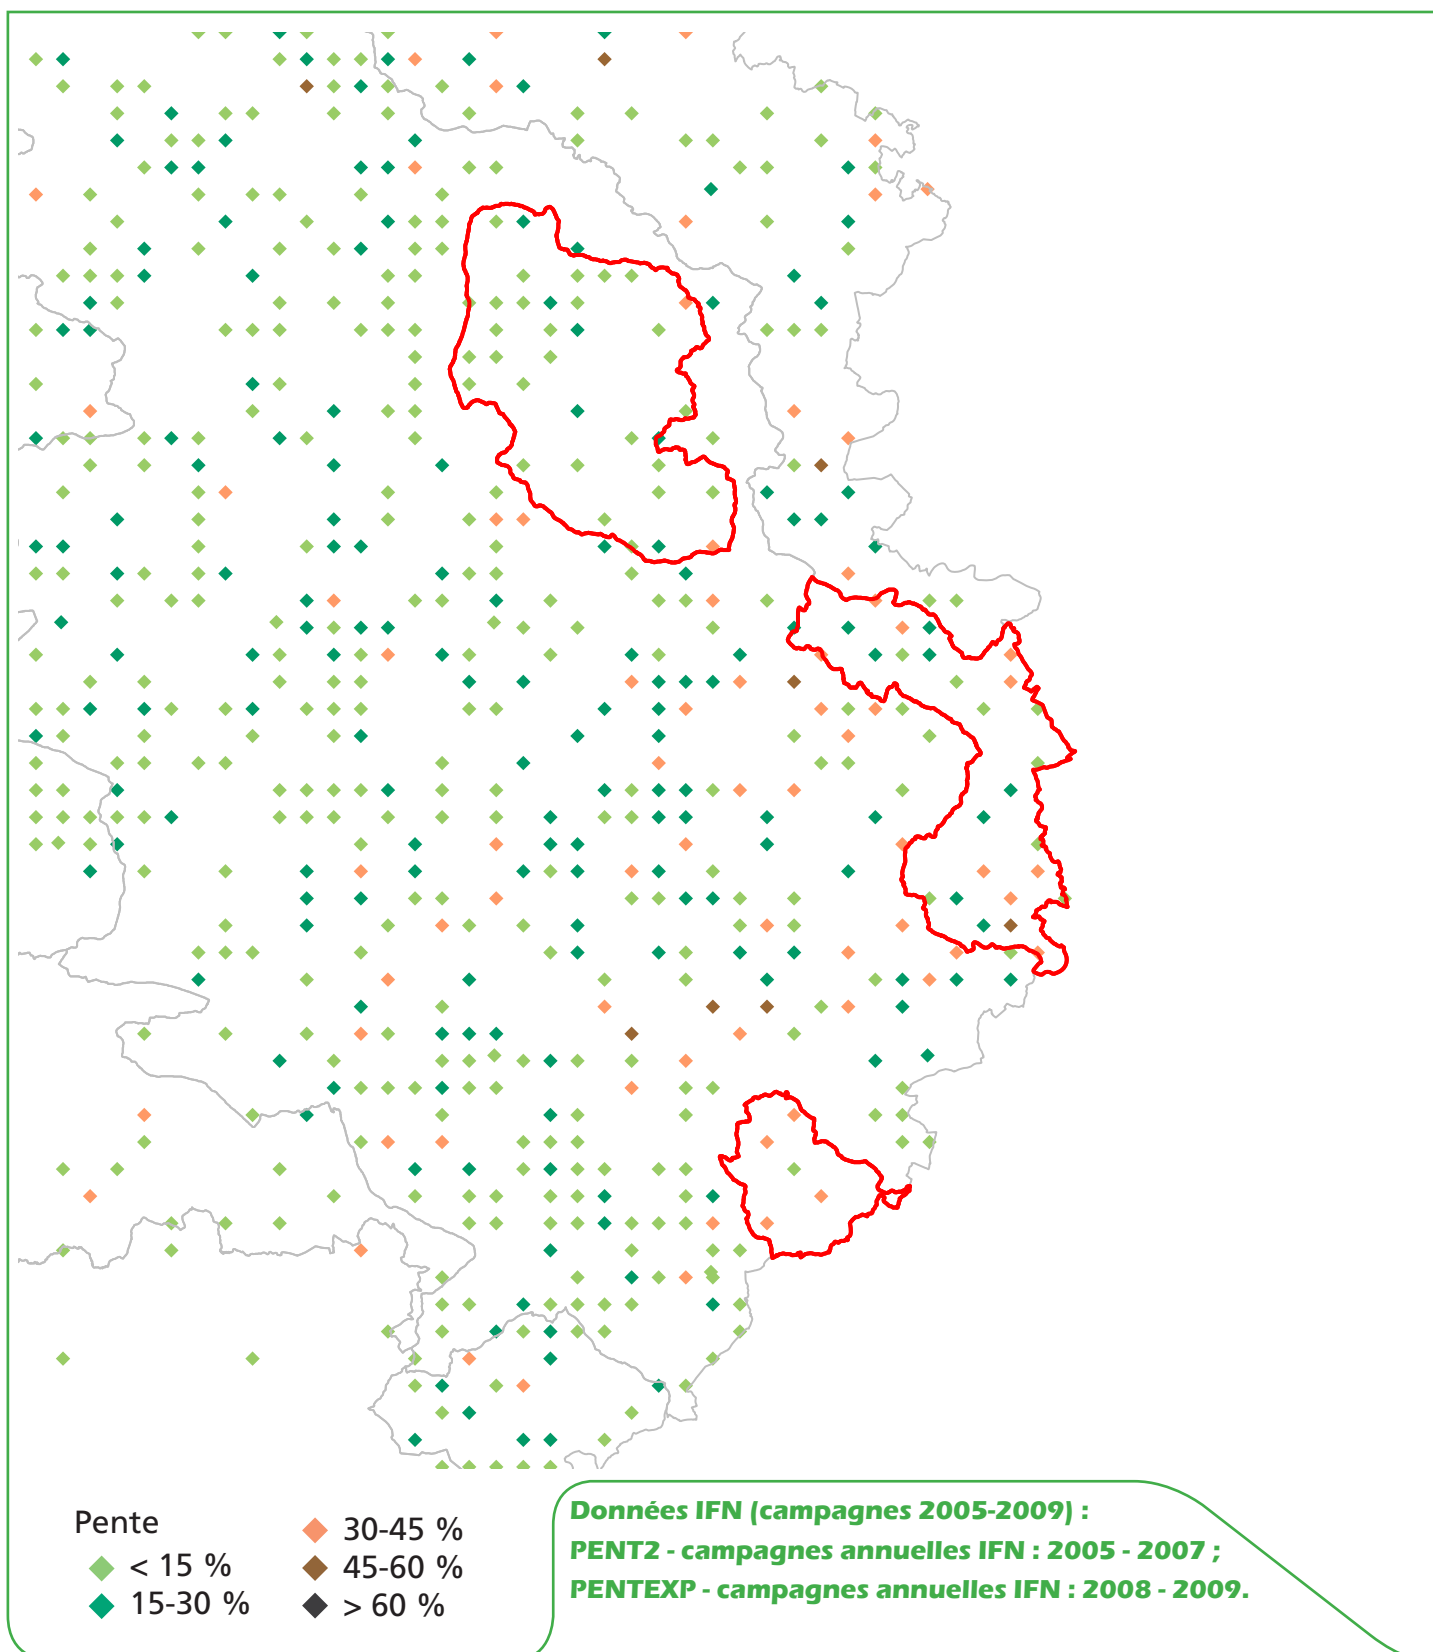 Pente
< 15 %
15-30 %
30-45 %
45-60 %
> 60 %
Données IFN (campagnes 2005-2009) :
PENT2 - campagnes annuelles IFN : 2005 - 2007 ;
PENTEXP - campagnes annuelles IFN : 2008 - 2009.